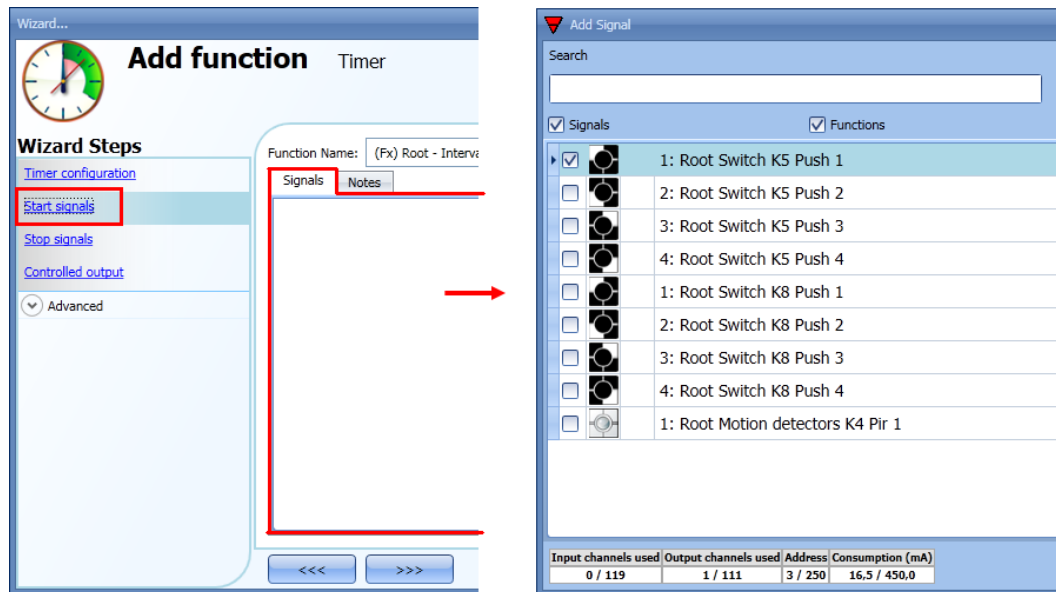 Wizard...
Add function Timer
Wizard Steps
Timer configuration
Start signals
Stop signals
Controlled output
Advanced
Function Name: (Fx) Root - Interva
Signals Notes
<<< >>>
Add Signal
Search
Signals Functions
1: Root Switch K5 Push 1
2: Root Switch K5 Push 2
3: Root Switch K5 Push 3
4: Root Switch K5 Push 4
1: Root Switch K8 Push 1
2: Root Switch K8 Push 2
3: Root Switch K8 Push 3
4: Root Switch K8 Push 4
1: Root Motion detectors K4 Pir 1
Input channels used Output channels used Address Consumption (mA)
0 / 119 1 / 111 3 / 250 16,5 / 450,0